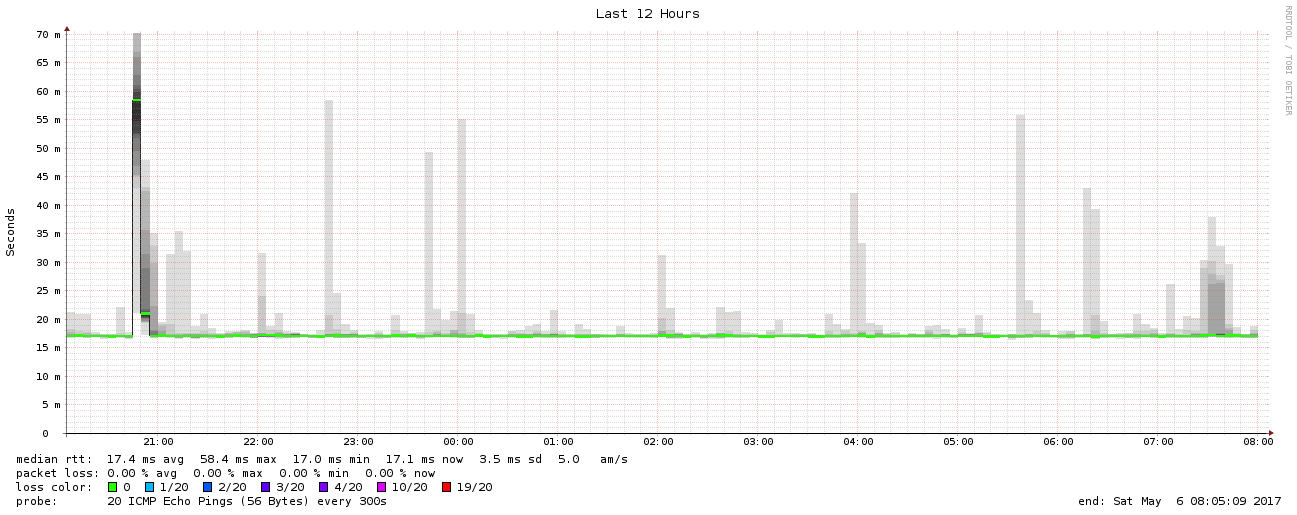 Last 12 Hours
RRDTOOL / TOBI OETIKER
Seconds
70 m
65 m
60 m
55 m
50 m
45 m
40 m
35 m
30 m
25 m
20 m
15 m
10 m
5 m
0
21:00 22:00 23:00 00:00 01:00 02:00 03:00 04:00 05:00 06:00 07:00 08:00
median rtt: 17.4 ms avg 58.4 ms max 17.0 ms min 17.1 ms now 3.5 ms sd 5.0 am/s
packet loss: 0.00 % avg 0.00 % max 0.00 % min 0.00 % now
loss color: 0 1/20 2/20 3/20 4/20 10/20 19/20
probe: 20 ICMP Echo Pings (56 Bytes) every 300s end: Sat May 6 08:05:09 2017